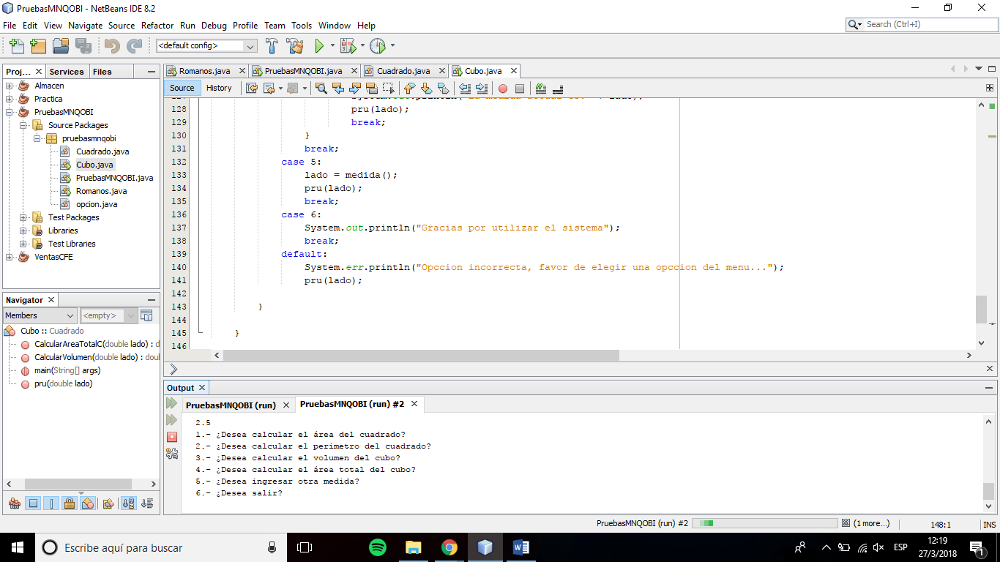 PruebasMNQOBI - NetBeans IDE 8.2
File Edit View Navigate Source Refactor Run Debug Profile Team Tools Window Help
Search (Ctrl+I)
<default config>
Proj... Services Files
Almacen
Practica
PruebasMNQOBI
Source Packages
pruebasmnqobi
Cuadrado.java
Cubo.java
PruebasMNQOBI.java
Romanos.java
opcion.java
Test Packages
Libraries
Test Libraries
VentasCFE
Navigator
Members <empty>
Cubo :: Cuadrado
CalcularAreaTotalC(double lado) : d
CalcularVolumen(double lado) : doul
main(String[] args)
pru(double lado)
Romanos.java PruebasMNQOBI.java Cuadrado.java Cubo.java
Source History
128 pru(lado);
129 break;
130 }
131 break;
132 case 5:
133 lado = medida();
134 pru(lado);
135 break;
136 case 6:
137 System.out.println("Gracias por utilizar el sistema");
138 break;
139 default:
140 System.err.println("Opccion incorrecta, favor de elegir una opccion del menu...");
141 pru(lado);
142
143 }
144
145 }
146
Output
PruebasMNQOBI (run) PruebasMNQOBI (run) #2
2.5
1.- ¿Desea calcular el área del cuadrado?
2.- ¿Desea calcular el perimetro del cuadrado?
3.- ¿Desea calcular el volumen del cubo?
4.- ¿Desea calcular el área total del cubo?
5.- ¿Desea ingresar otra medida?
6.- ¿Desea salir?
PruebasMNQOBI (run) #2 (1 more...) 148:1 INS
Escribe aquí para buscar
ESP
12:19
27/3/2018
1